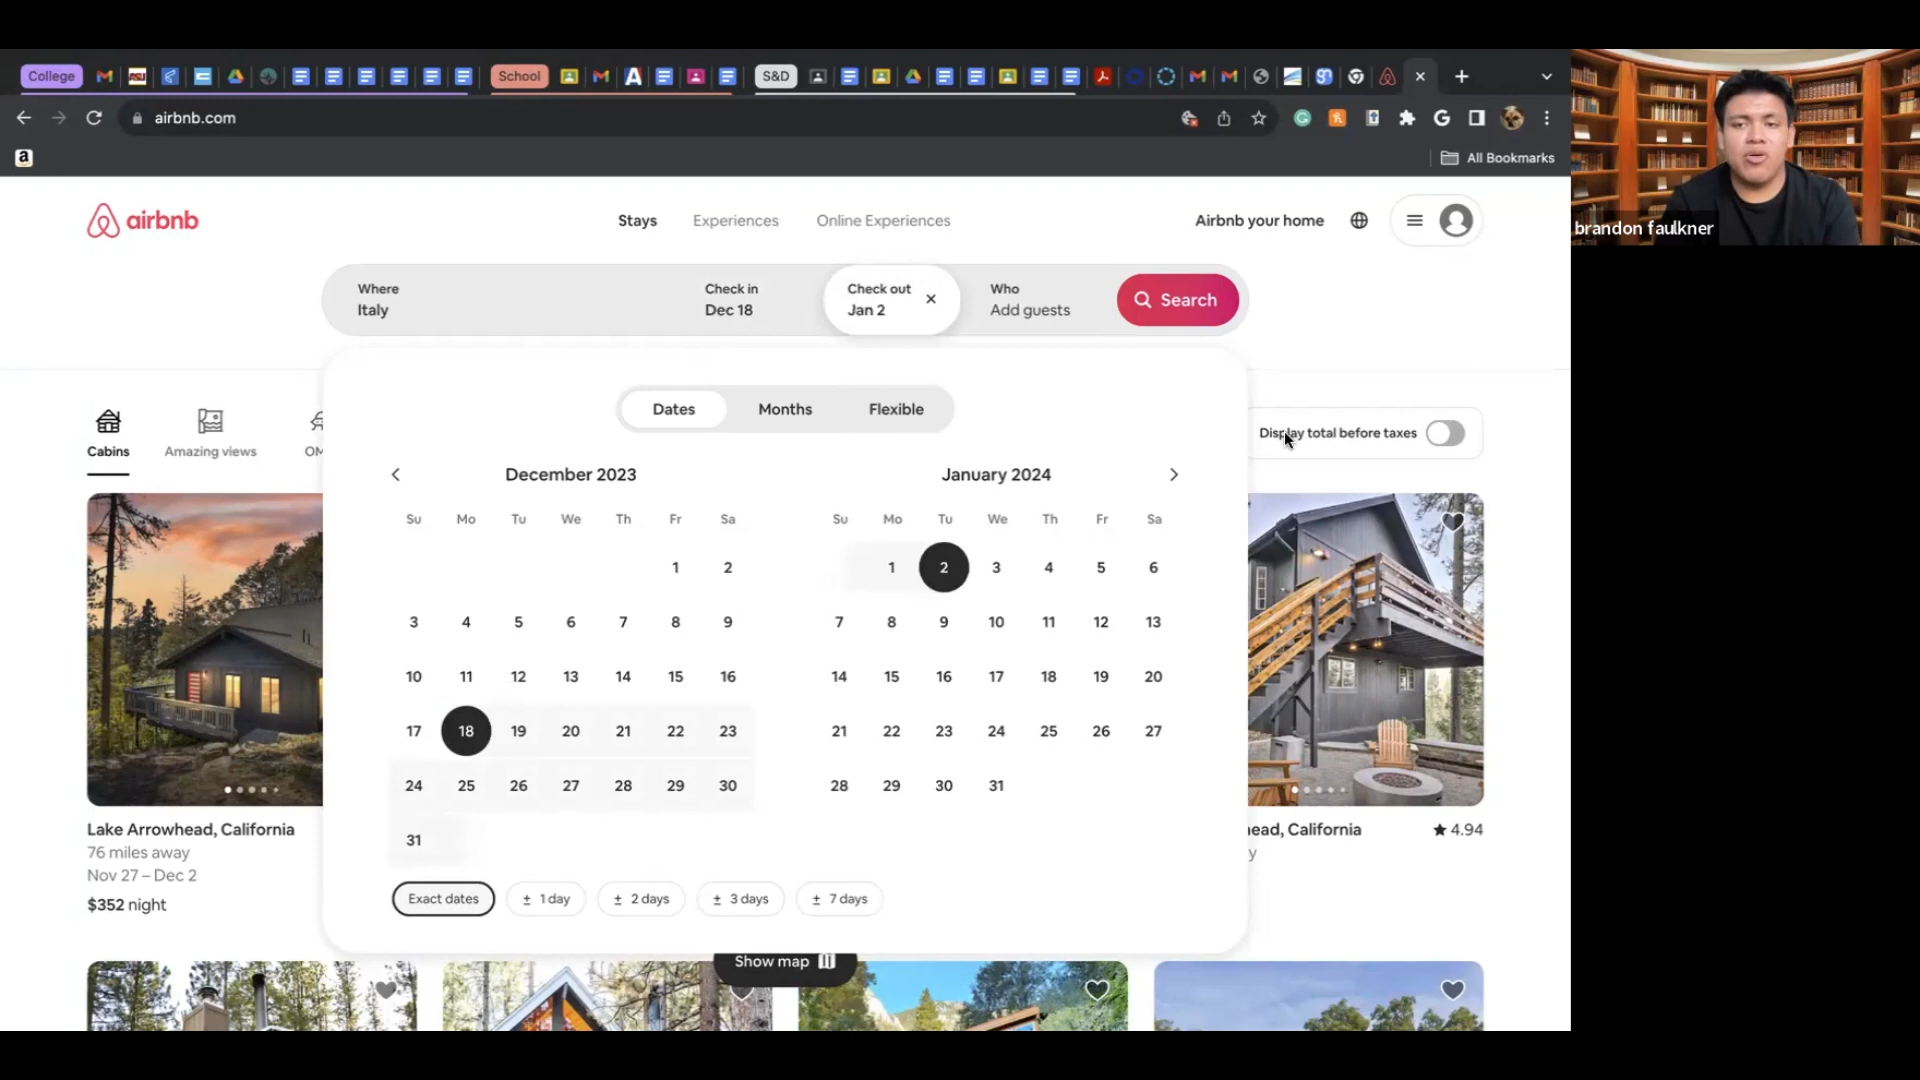 College
School
S&D
airbnb.com
a
All Bookmarks
brandon faulkner
airbnb
Stays
Experiences
Online Experiences
Airbnb your home
Where
Italy
Check in
Dec 18
Check out
Jan 2
Who
Add guests
Search
Dates
Months
Flexible
Cabins
Amazing views
OM
Display total before taxes
December 2023
January 2024
Su Mo Tu We Th Fr Sa
1 2
3 4 5 6 7 8 9
10 11 12 13 14 15 16
17 18 19 20 21 22 23
24 25 26 27 28 29 30
31
Su Mo Tu We Th Fr Sa
1 2 3 4 5 6
7 8 9 10 11 12 13
14 15 16 17 18 19 20
21 22 23 24 25 26 27
28 29 30 31
Exact dates
± 1 day
± 2 days
± 3 days
± 7 days
Lake Arrowhead, California
76 miles away
Nov 27 – Dec 2
$352 night
ead, California
4.94
y
Show map